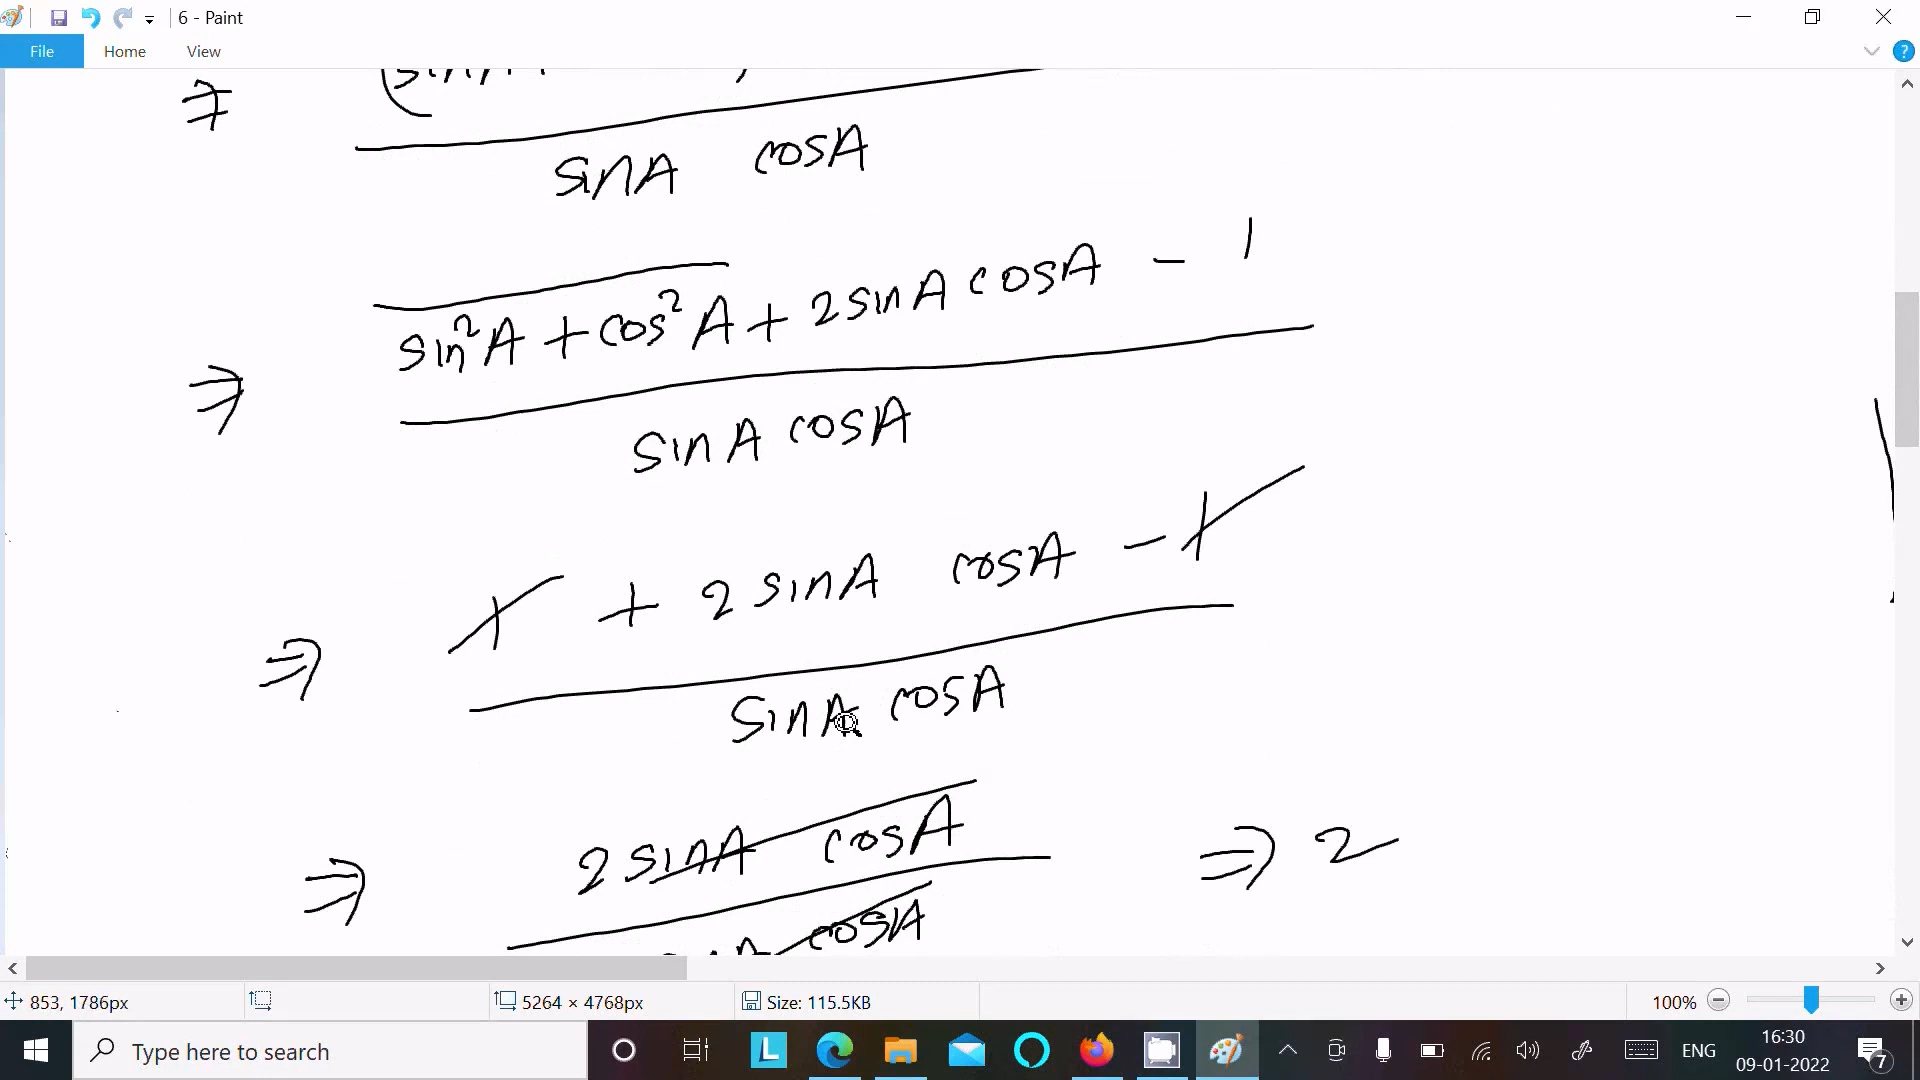 6 - Paint
File Home View
⇒
sinA cosA
sin²A + cos²A + 2sinA cosA - 1
⇒
sinA cosA
1 + 2 sinA cosA - 1
⇒
sinA cosA
⇒ 2 sinA cosA ⇒ 2
cosA
853, 1786px 5264 × 4768px Size: 115.5KB 100%
Type here to search
ENG
16:30
09-01-2022
7